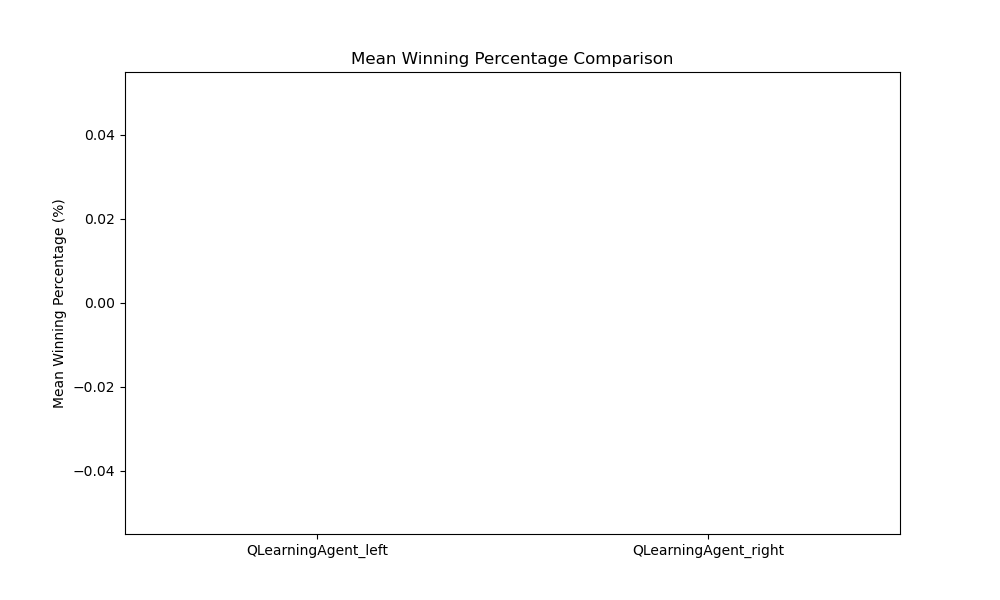 Mean Winning Percentage Comparison
Mean Winning Percentage (%)
0.04
0.02
0.00
−0.02
−0.04
QLearningAgent_left
QLearningAgent_right